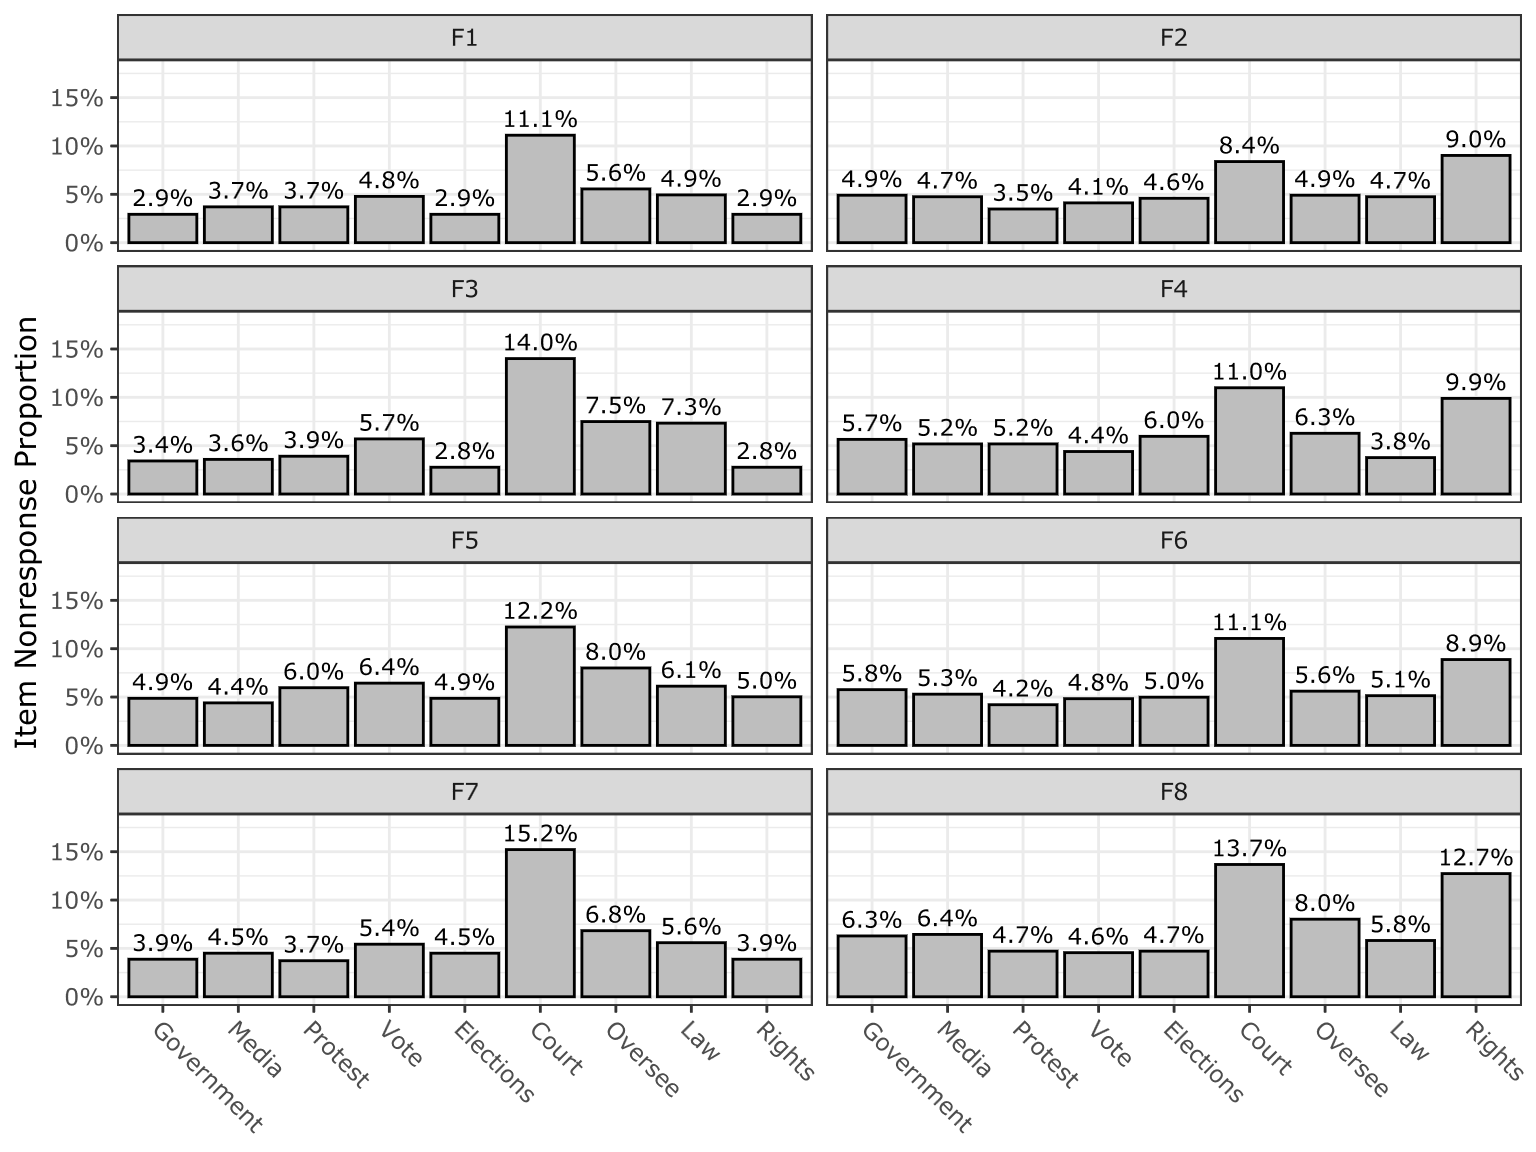 Item Nonresponse Proportion
F1
15%
10%
5%
0%
2.9% 3.7% 3.7% 4.8% 2.9% 11.1% 5.6% 4.9% 2.9%
F2
4.9% 4.7% 3.5% 4.1% 4.6% 8.4% 4.9% 4.7% 9.0%
F3
15%
10%
5%
0%
3.4% 3.6% 3.9% 5.7% 2.8% 14.0% 7.5% 7.3% 2.8%
F4
5.7% 5.2% 5.2% 4.4% 6.0% 11.0% 6.3% 3.8% 9.9%
F5
15%
10%
5%
0%
4.9% 4.4% 6.0% 6.4% 4.9% 12.2% 8.0% 6.1% 5.0%
F6
5.8% 5.3% 4.2% 4.8% 5.0% 11.1% 5.6% 5.1% 8.9%
F7
15%
10%
5%
0%
3.9% 4.5% 3.7% 5.4% 4.5% 15.2% 6.8% 5.6% 3.9%
F8
6.3% 6.4% 4.7% 4.6% 4.7% 13.7% 8.0% 5.8% 12.7%
Government Media Protest Vote Elections Court Oversee Law Rights
Government Media Protest Vote Elections Court Oversee Law Rights